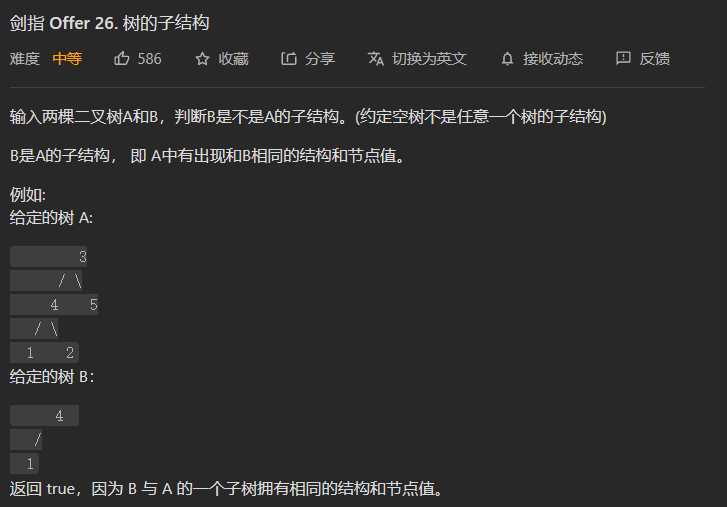 剑指 Offer 26. 树的子结构
难度 中等 586 收藏 分享 切换为英文 接收动态 反馈
输入两棵二叉树A和B，判断B是不是A的子结构。(约定空树不是任意一个树的子结构)
B是A的子结构， 即 A中有出现和B相同的结构和节点值。
例如:
给定的树 A:
3
/ \
4 5
/ \
1 2
给定的树 B：
4
/
1
返回 true，因为 B 与 A 的一个子树拥有相同的结构和节点值。